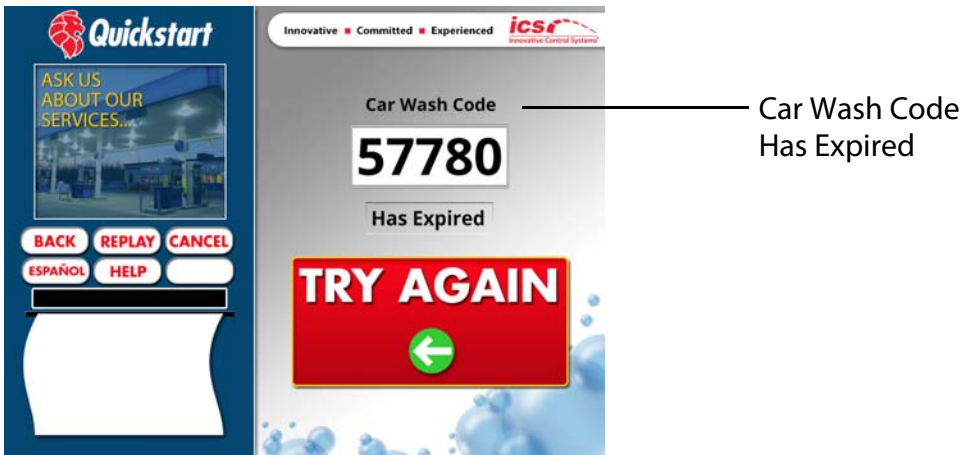 Quickstart
ASK US
ABOUT OUR
SERVICES...
BACK REPLAY CANCEL
ESPAÑOL HELP
Innovative ■ Committed ■ Experienced
ics
Innovative Control Systems
Car Wash Code
57780
Has Expired
TRY AGAIN
Car Wash Code
Has Expired